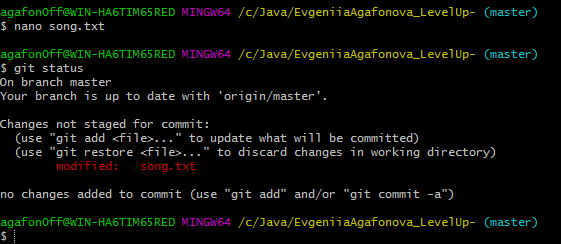 agafonOff@WIN-HA6TIM65RED MINGW64 /c/Java/EvgeniiaAgafonova_LevelUp- (master)
$ nano song.txt
agafonOff@WIN-HA6TIM65RED MINGW64 /c/Java/EvgeniiaAgafonova_LevelUp- (master)
$ git status
On branch master
Your branch is up to date with 'origin/master'.
Changes not staged for commit:
(use "git add <file>..." to update what will be committed)
(use "git restore <file>..." to discard changes in working directory)
modified: song.txt
no changes added to commit (use "git add" and/or "git commit -a")
agafonOff@WIN-HA6TIM65RED MINGW64 /c/Java/EvgeniiaAgafonova_LevelUp- (master)
$